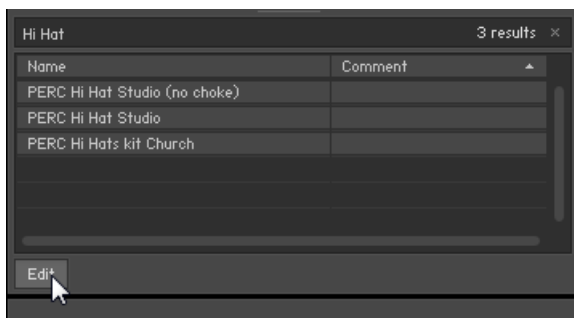 Hi Hat 3 results ×
Name Comment
PERC Hi Hat Studio (no choke)
PERC Hi Hat Studio
PERC Hi Hats kit Church
Edit